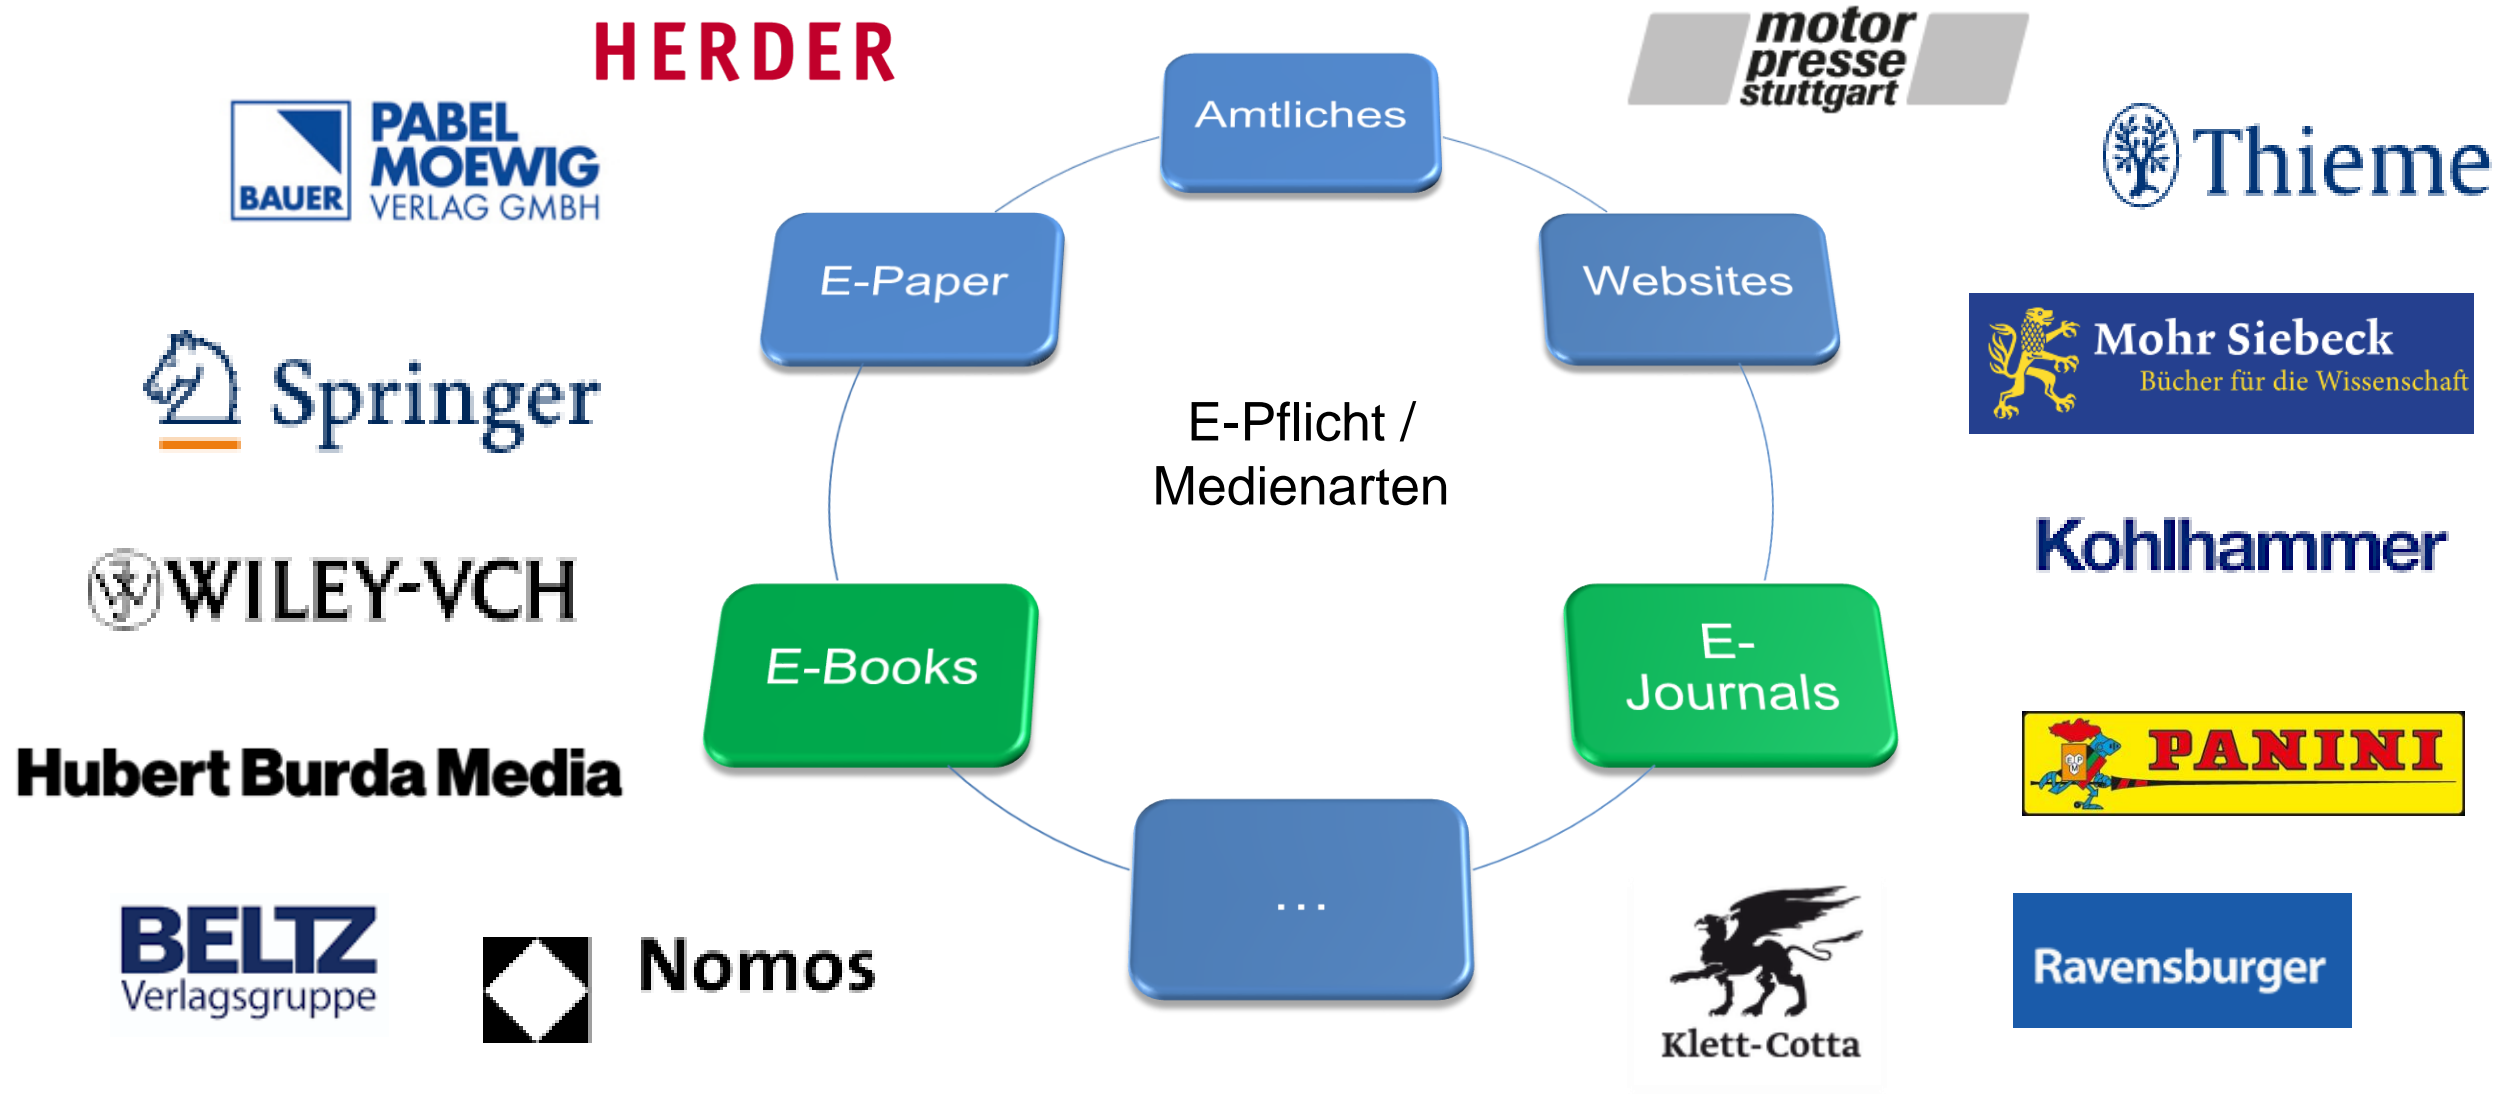 HERDER
motor
presse
stuttgart
Amtliches
PABEL
MOEWIG
VERLAG GMBH
BAUER
Thieme
E-Paper
Websites
Mohr Siebeck
Bücher für die Wissenschaft
Springer
E-Pflicht /
Medienarten
Kohlhammer
WILEY-VCH
E-Books
E-
Journals
PANINI
Hubert Burda Media
...
BELTZ
Verlagsgruppe
Nomos
Klett-Cotta
Ravensburger